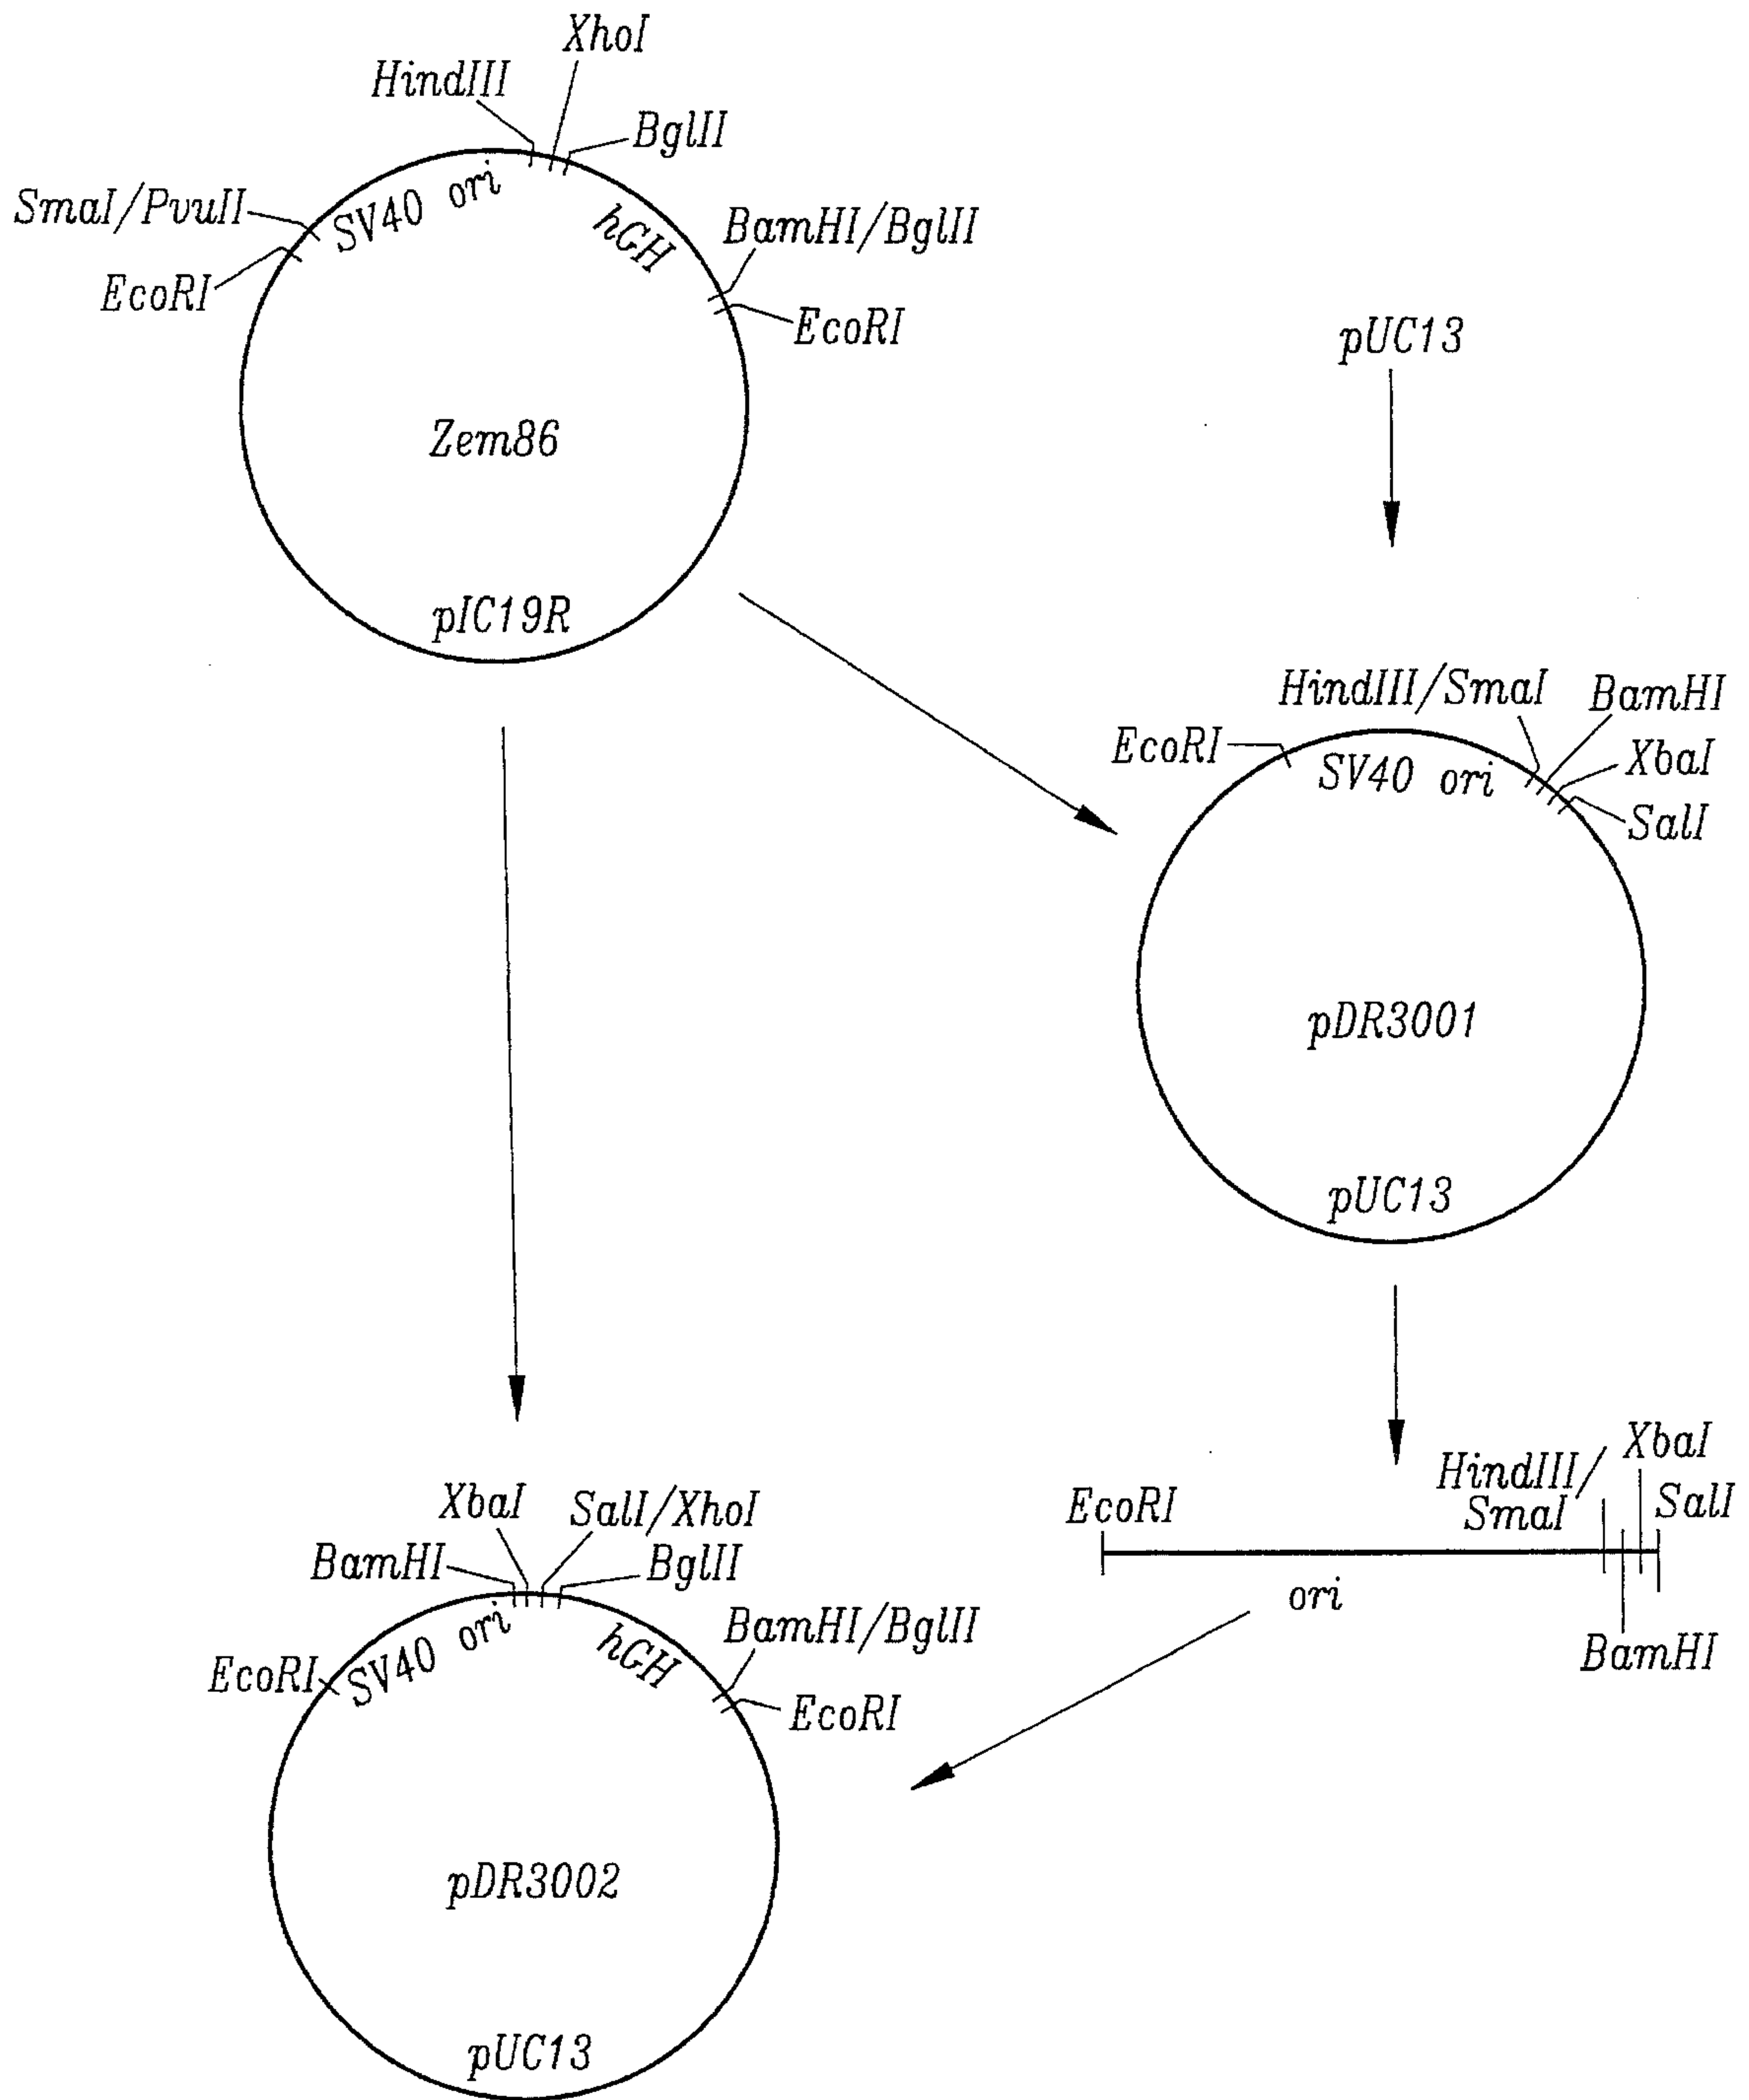 XhoI
HindIII
BglII
SmaI/PvuII
SV40 ori
hGH
BamHI/BglII
EcoRI
EcoRI
Zem86
pIC19R
pUC13
HindIII/SmaI
BamHI
EcoRI
SV40 ori
XbaI
SalI
pDR3001
pUC13
XbaI
HindIII/
SmaI
EcoRI
SalI
ori
BamHI
XbaI
SalI/XhoI
BamHI
BglII
SV40 ori
hGH
BamHI/BglII
EcoRI
EcoRI
pDR3002
pUC13